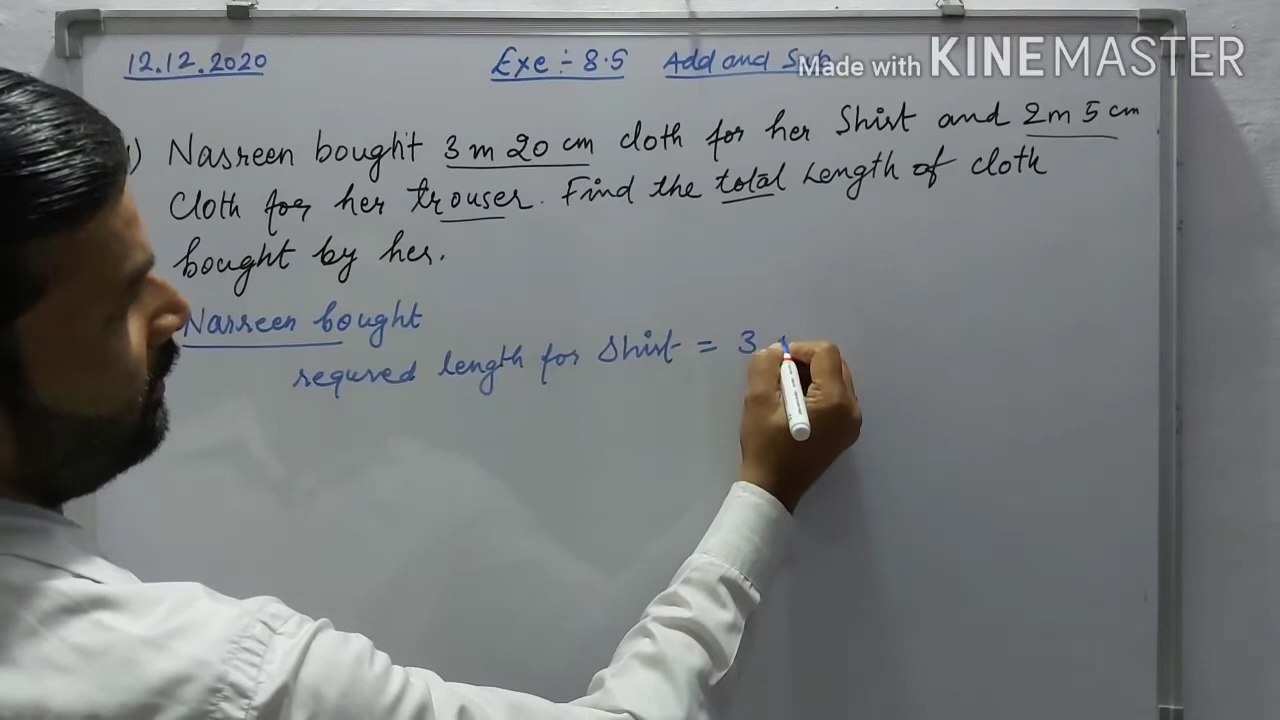 12.12.2020 Exe ÷ 8.5 Add and Sub
Made with KINEMASTER
) Nasreen bought 3 m 20 cm cloth for her Shirt and 2m 5 cm
Cloth for her trouser. Find the total Length of cloth
bought by her.
Nasreen bought
requred length for Shirt = 3